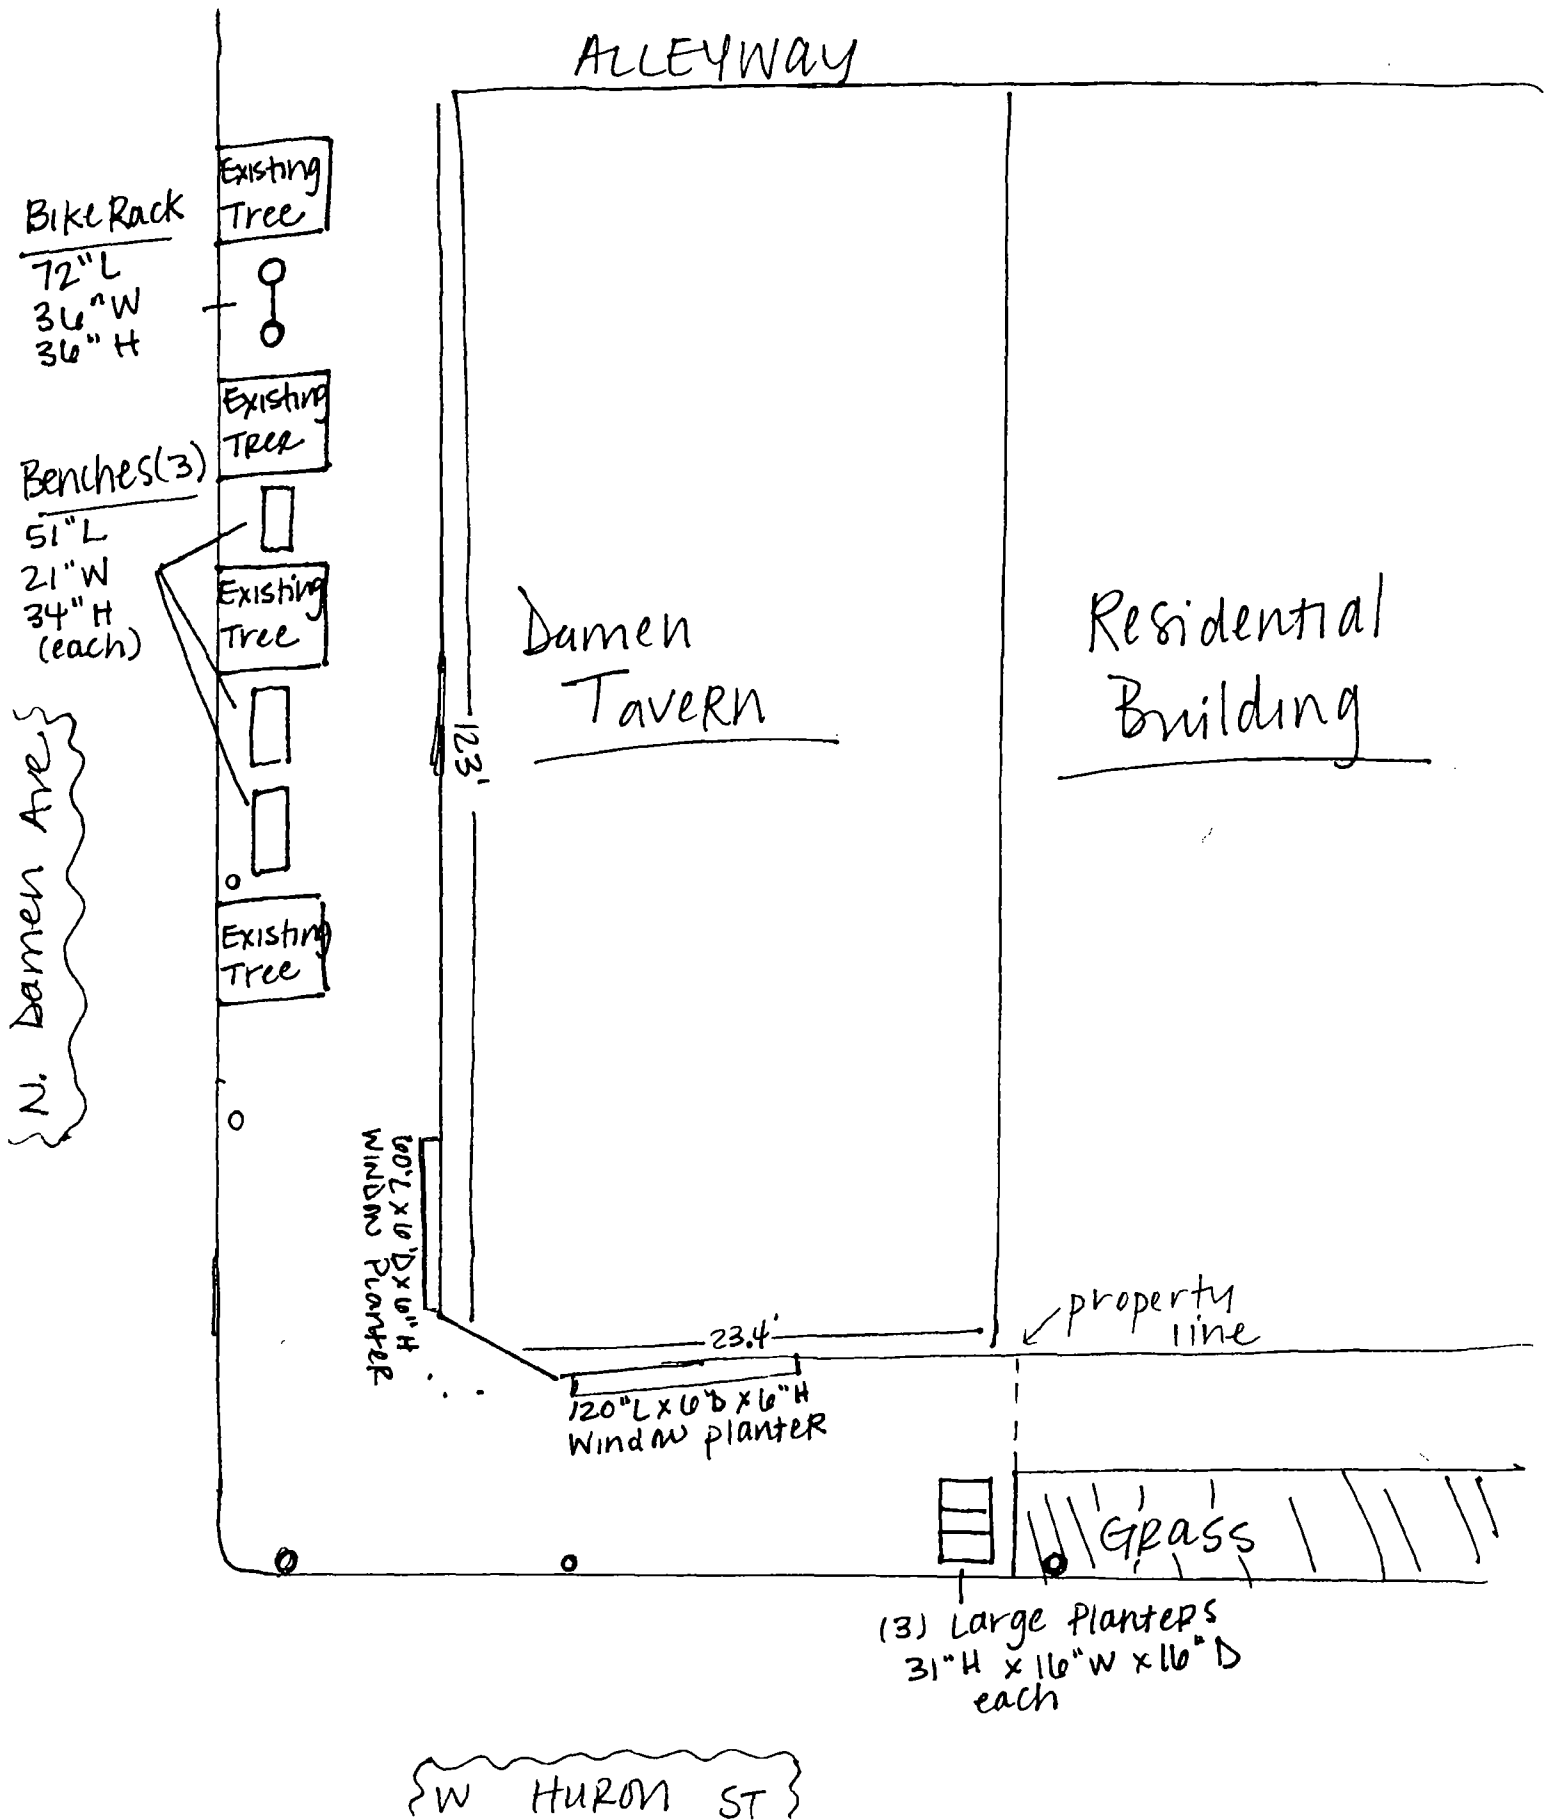 ALLEYWAY
Existing
Tree
Bike Rack
72"L
36"W
36"H
Existing
Tree
Benches(3)
51"L
21"W
34"H
(each)
Existing
Tree
Damen
Tavern
Residential
Building
123'
N. Damen Ave
Existing
Tree
60"L x 6"D x 6"H
Window Planter
23.4'
property
line
120"L x 6"D x 6"H
Window planter
Grass
(3) Large Planters
31"H x 16"W x 16"D
each
W HURON ST